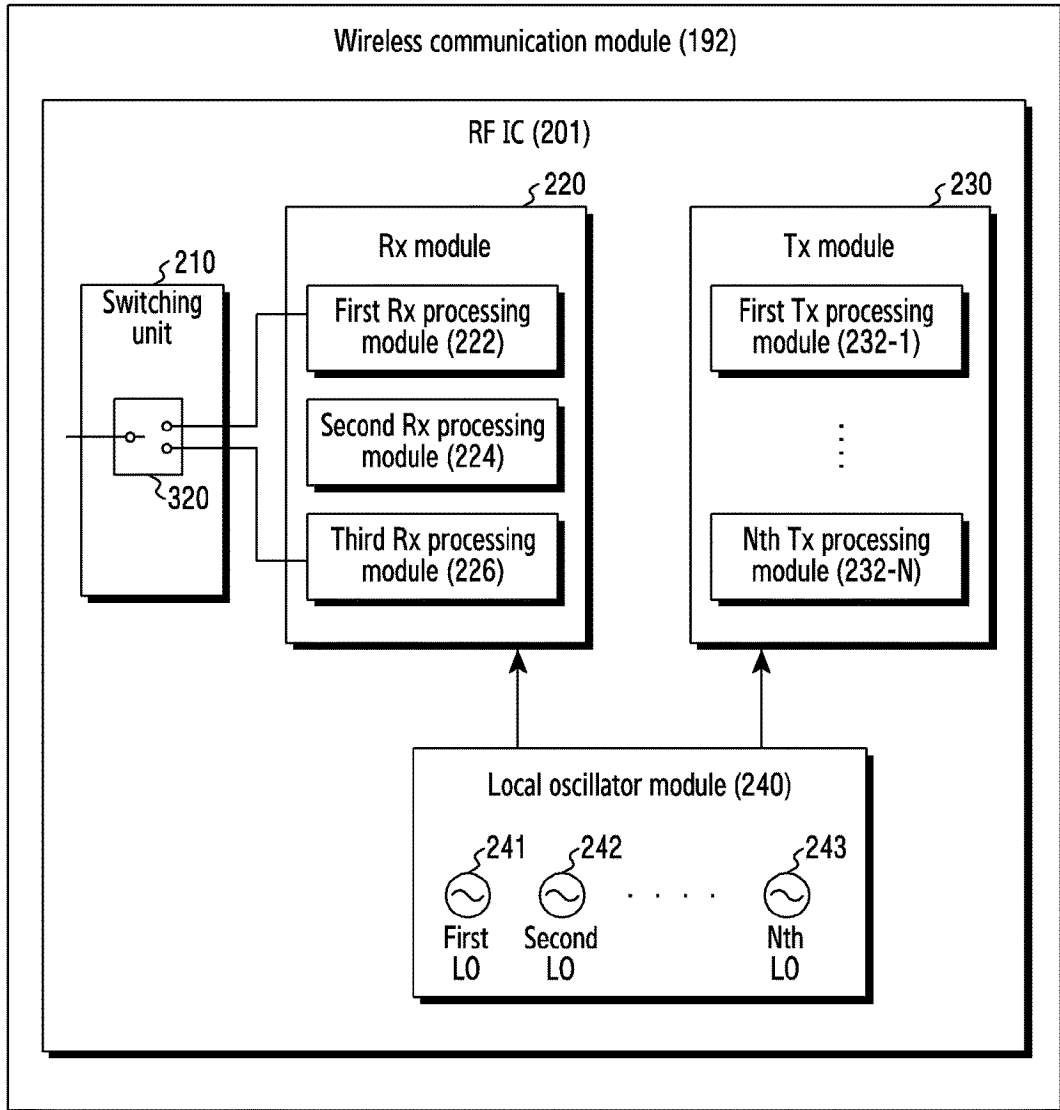 Wireless communication module (192)
RF IC (201)
220
230
Rx module
Tx module
210
Switching
unit
First Rx processing
module (222)
First Tx processing
module (232-1)
Second Rx processing
module (224)
320
Third Rx processing
module (226)
Nth Tx processing
module (232-N)
Local oscillator module (240)
241
242
243
First
LO
Second
LO
Nth
LO